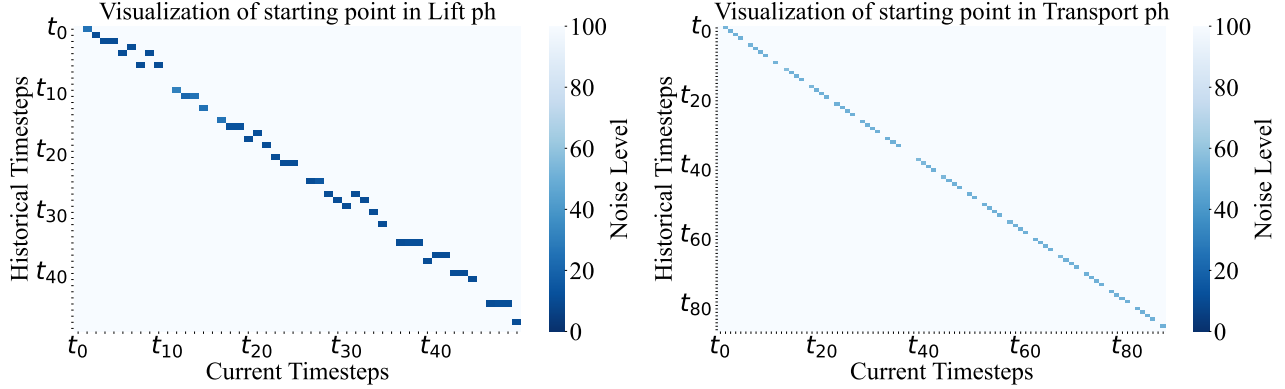 Visualization of starting point in Lift ph
Historical Timesteps
t0
t10
t20
t30
t40
t0 t10 t20 t30 t40
Current Timesteps
100
80
60
40
20
0
Noise Level
Visualization of starting point in Transport ph
Historical Timesteps
t0
t20
t40
t60
t80
t0 t20 t40 t60 t80
Current Timesteps
100
80
60
40
20
0
Noise Level